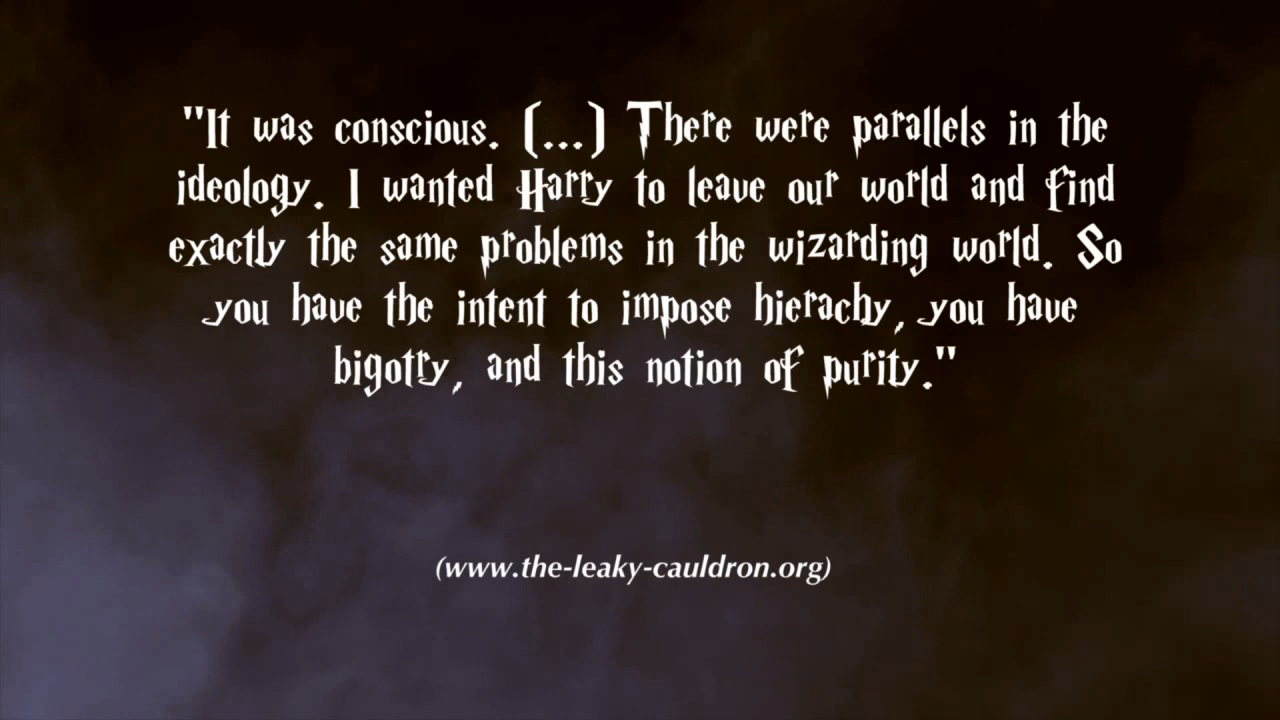 "It was conscious. (...) There were parallels in the
ideology. I wanted Harry to leave our world and find
exactly the same problems in the wizarding world. So
you have the intent to impose hierachy, you have
bigotry, and this notion of purity."
(www.the-leaky-cauldron.org)